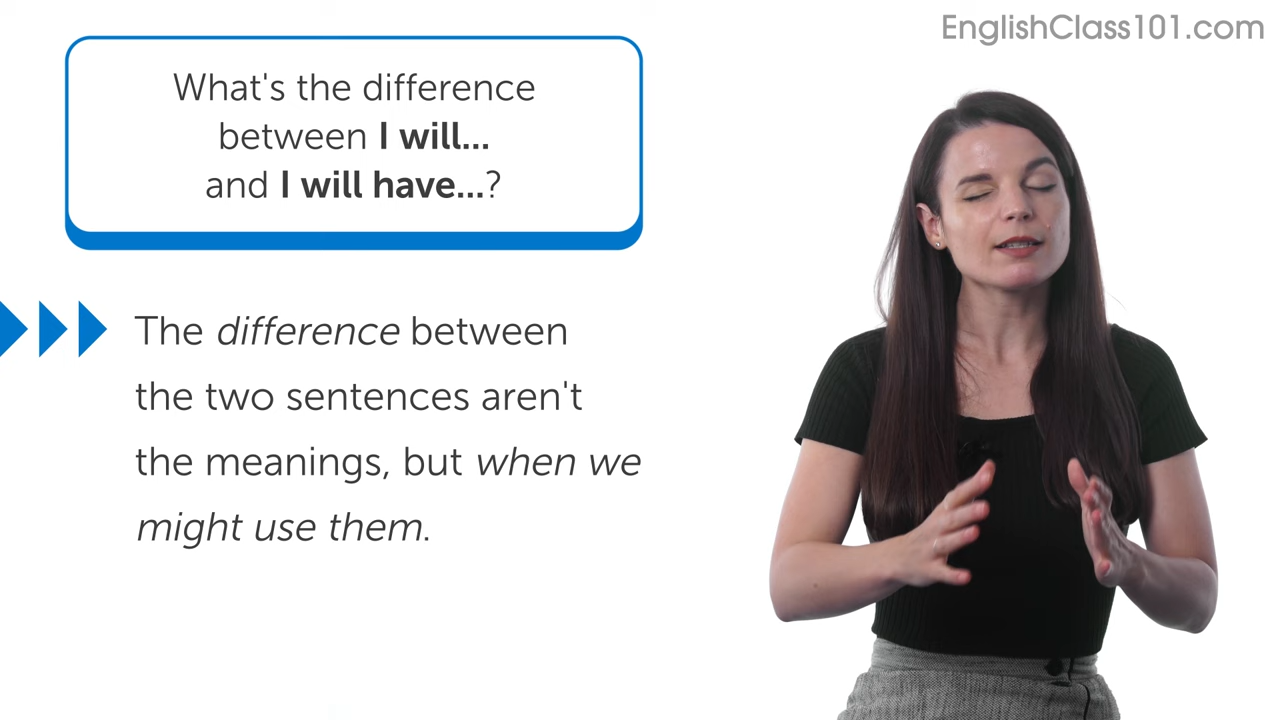 EnglishClass101.com
What's the difference
between I will...
and I will have...?
The difference between
the two sentences aren't
the meanings, but when we
might use them.